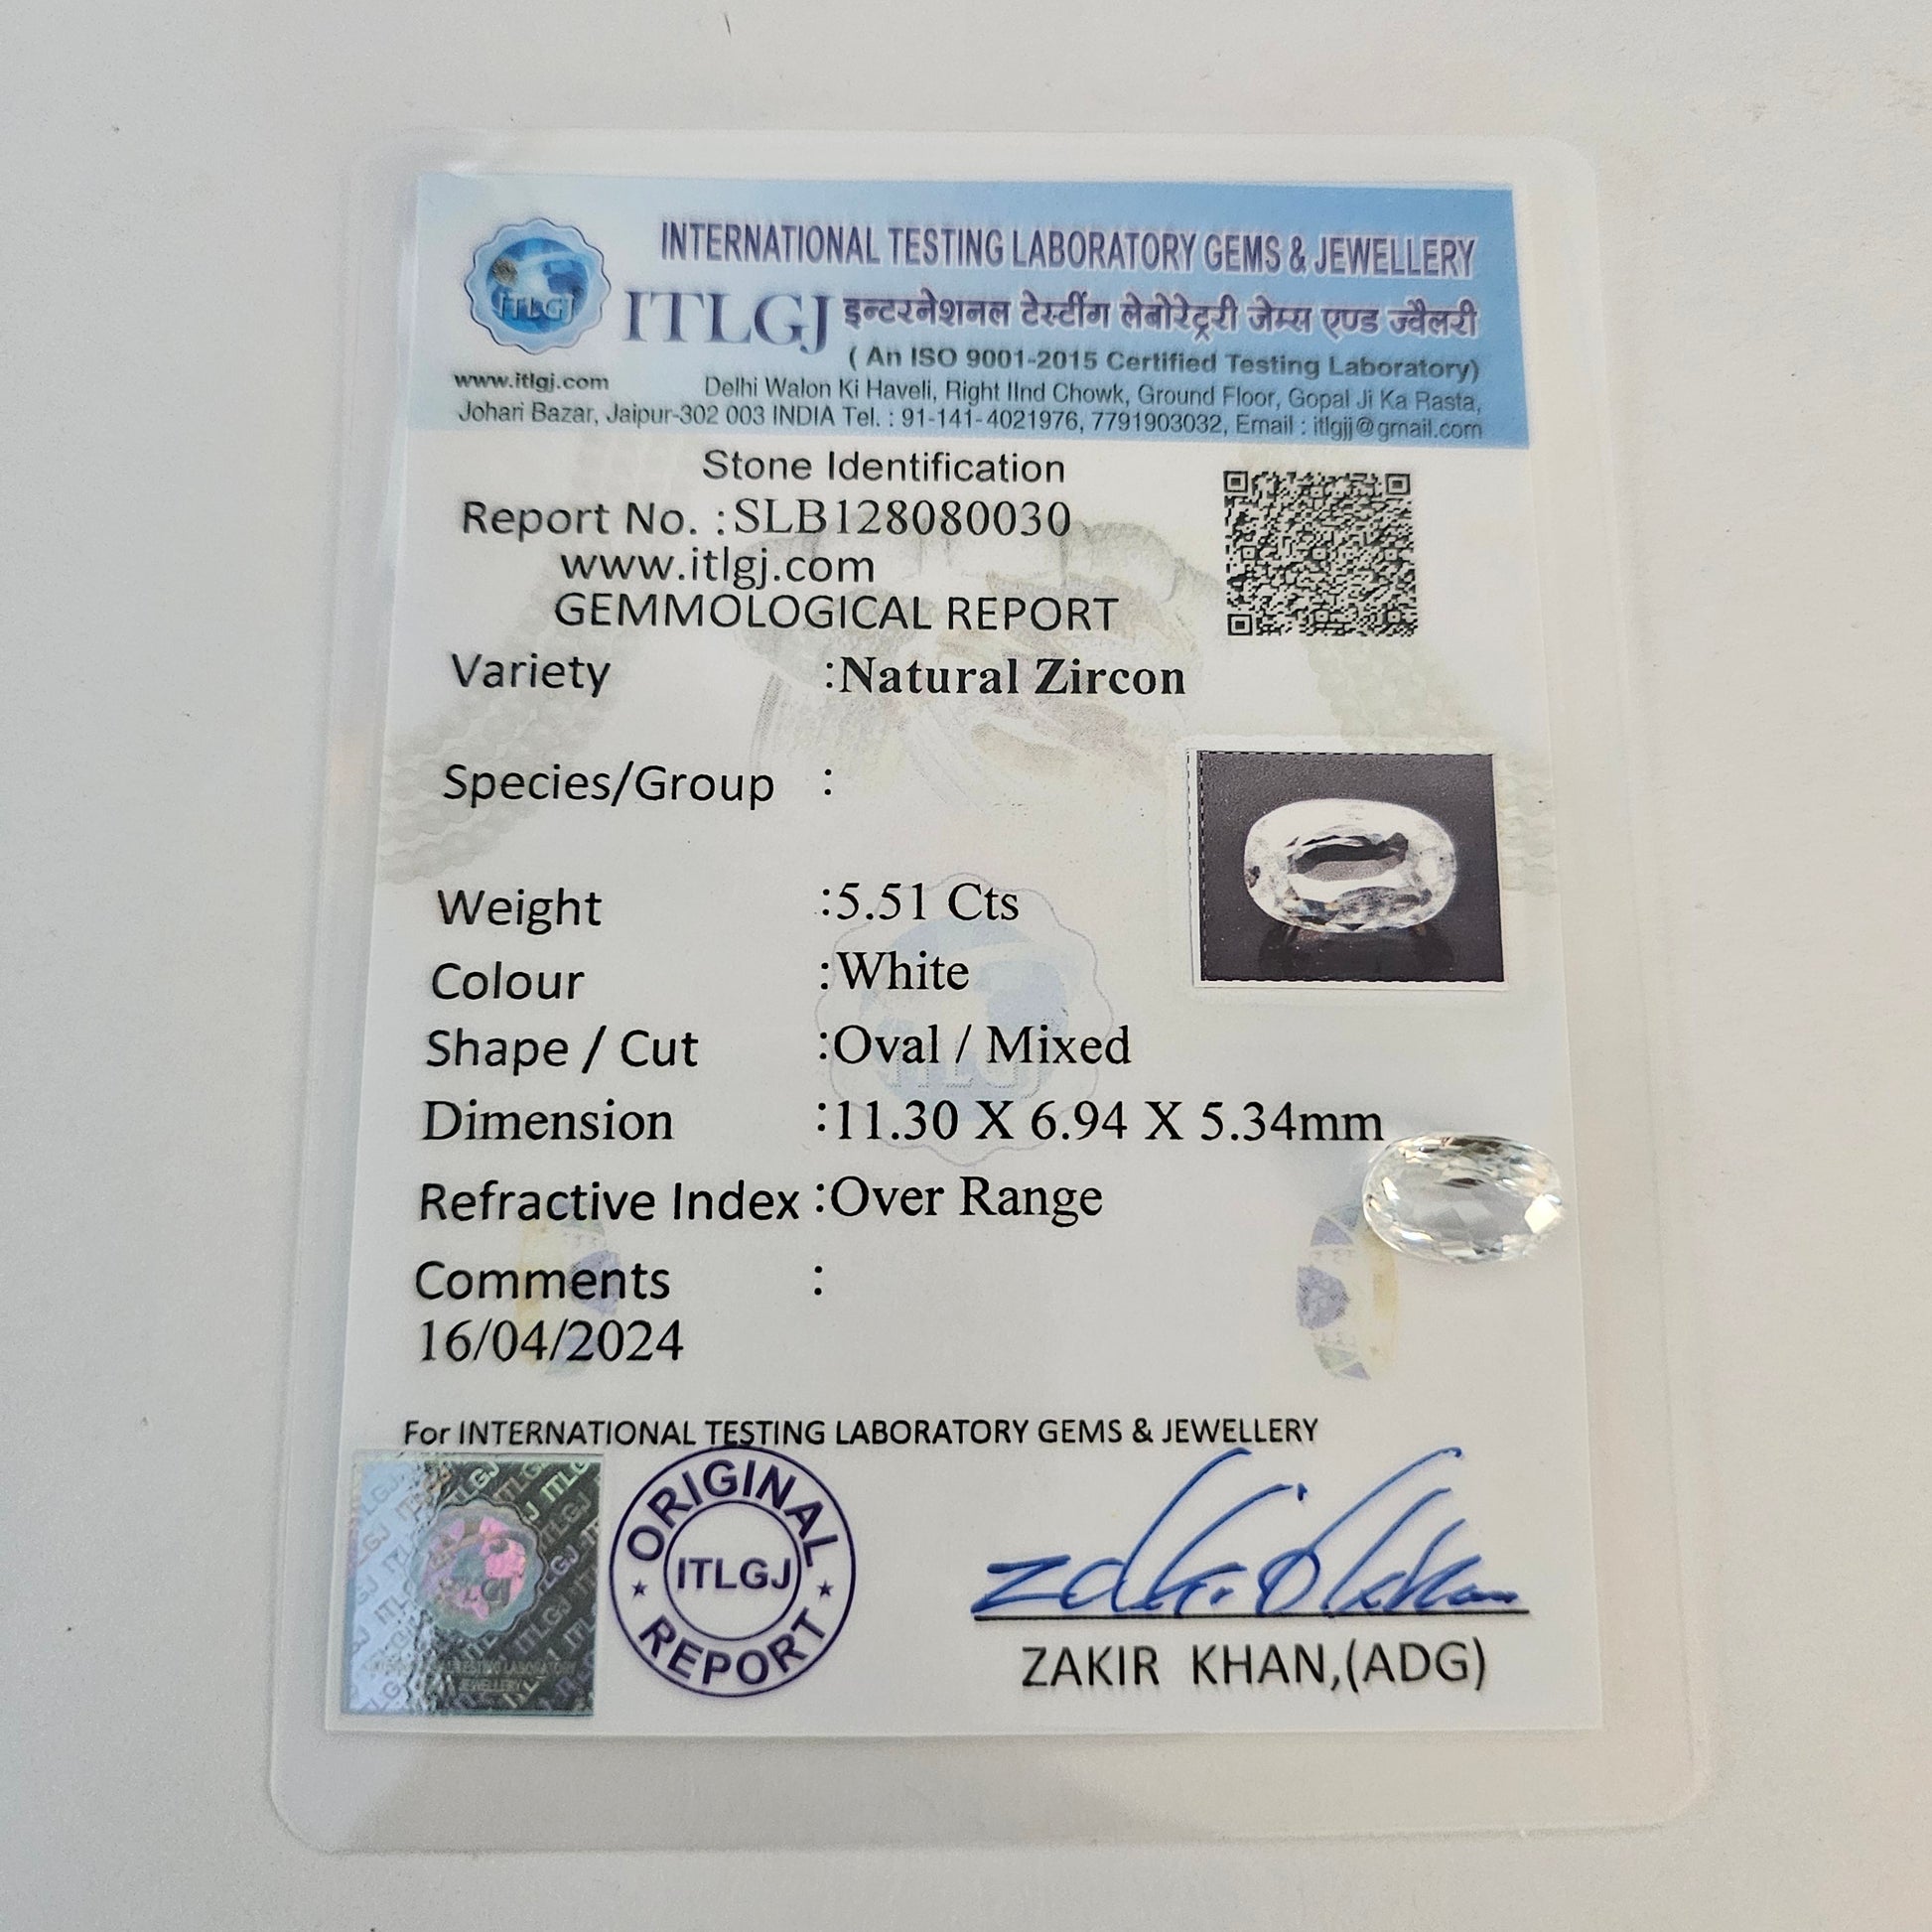 INTERNATIONAL TESTING LABORATORY GEMS & JEWELLERY
ITLGJ
ITLGJ इन्टरनेशनल टेस्टींग लेबोरेट्री जेम्स एण्ड ज्वैलरी
( An ISO 9001-2015 Certified Testing Laboratory)
www.itlgj.com Delhi Walon Ki Haveli, Right IInd Chowk, Ground Floor, Gopal Ji Ka Rasta,
Johari Bazar, Jaipur-302 003 INDIA Tel. : 91-141-4021976, 7791903032, Email : itlgjj@gmail.com
Stone Identification
Report No. :SLB128080030
www.itlgj.com
GEMMOLOGICAL REPORT
Variety :Natural Zircon
Species/Group :
Weight :5.51 Cts
Colour :White
Shape / Cut :Oval / Mixed
Dimension :11.30 X 6.94 X 5.34mm
Refractive Index :Over Range
Comments :
16/04/2024
For INTERNATIONAL TESTING LABORATORY GEMS & JEWELLERY
ORIGINAL
ITLGJ
REPORT
ZAKIR KHAN,(ADG)